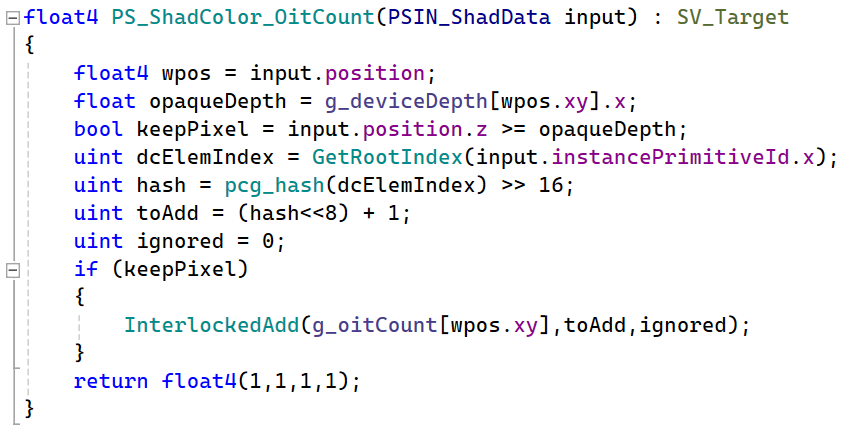 float4 PS_ShadColor_OitCount(PSIN_ShadData input) : SV_Target
{
    float4 wpos = input.position;
    float opaqueDepth = g_deviceDepth[wpos.xy].x;
    bool keepPixel = input.position.z >= opaqueDepth;
    uint dcElemIndex = GetRootIndex(input.instancePrimitiveId.x);
    uint hash = pcg_hash(dcElemIndex) >> 16;
    uint toAdd = (hash<<8) + 1;
    uint ignored = 0;
    if (keepPixel)
    {
        InterlockedAdd(g_oitCount[wpos.xy],toAdd,ignored);
    }
    return float4(1,1,1,1);
}